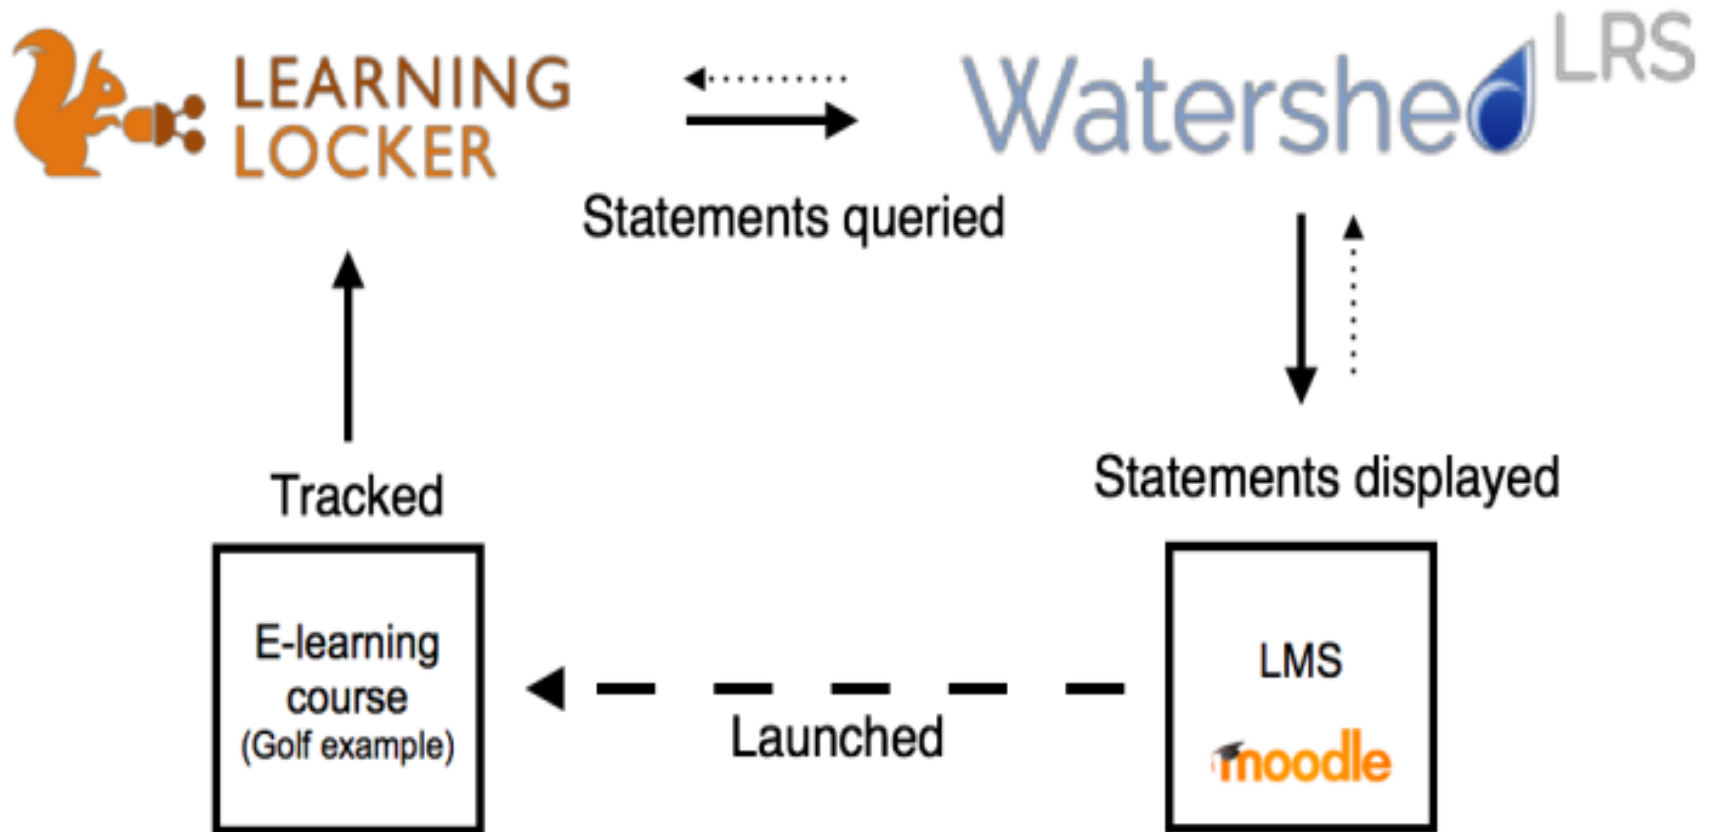 LEARNING
LOCKER
Watershed LRS
Statements queried
Statements displayed
Tracked
E-learning
course
(Golf example)
Launched
LMS
moodle